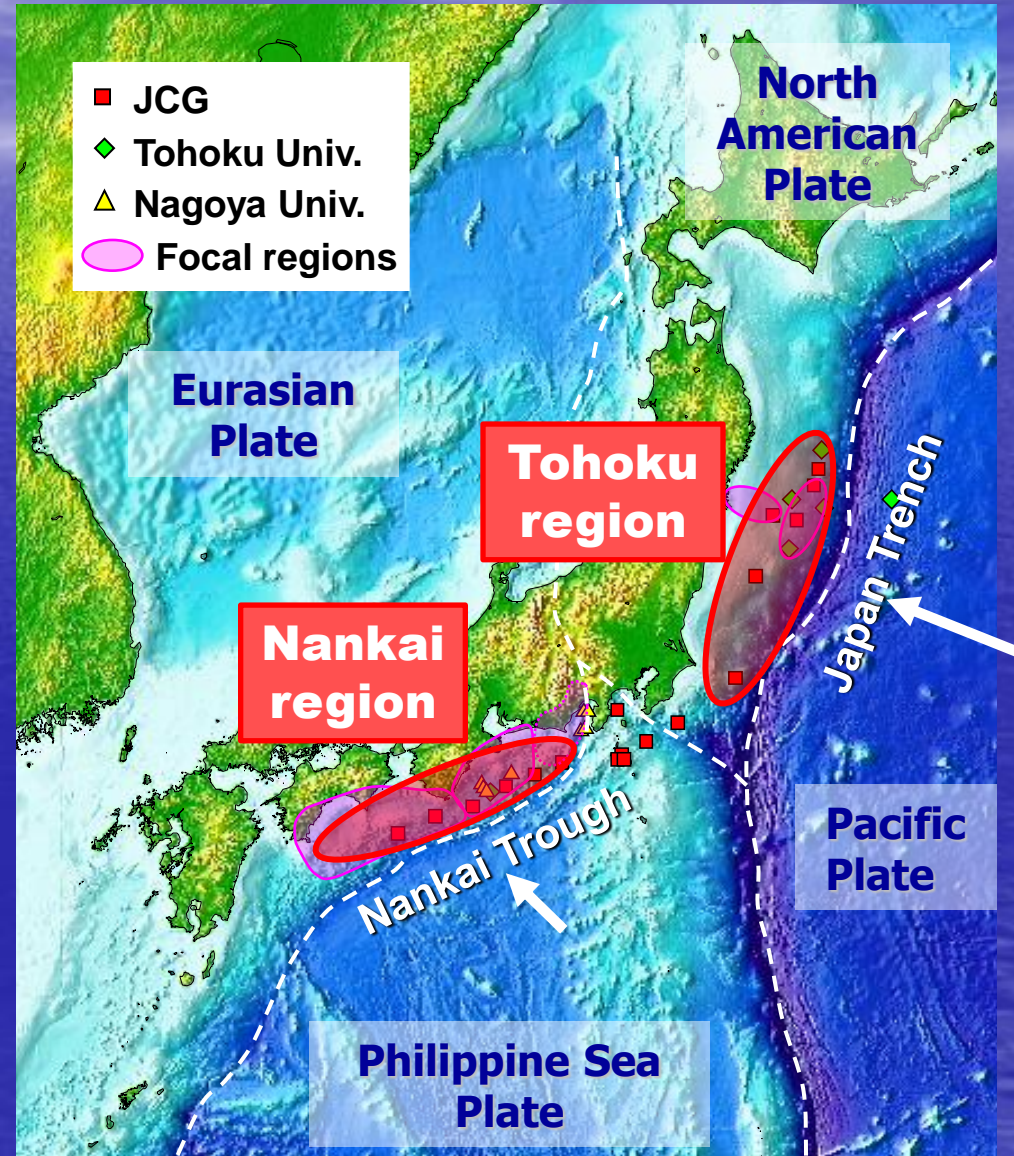 JCG
Tohoku Univ.
Nagoya Univ.
Focal regions
North
American
Plate
Eurasian
Plate
Tohoku
region
Japan Trench
Nankai
region
Nankai Trough
Pacific
Plate
Philippine Sea
Plate